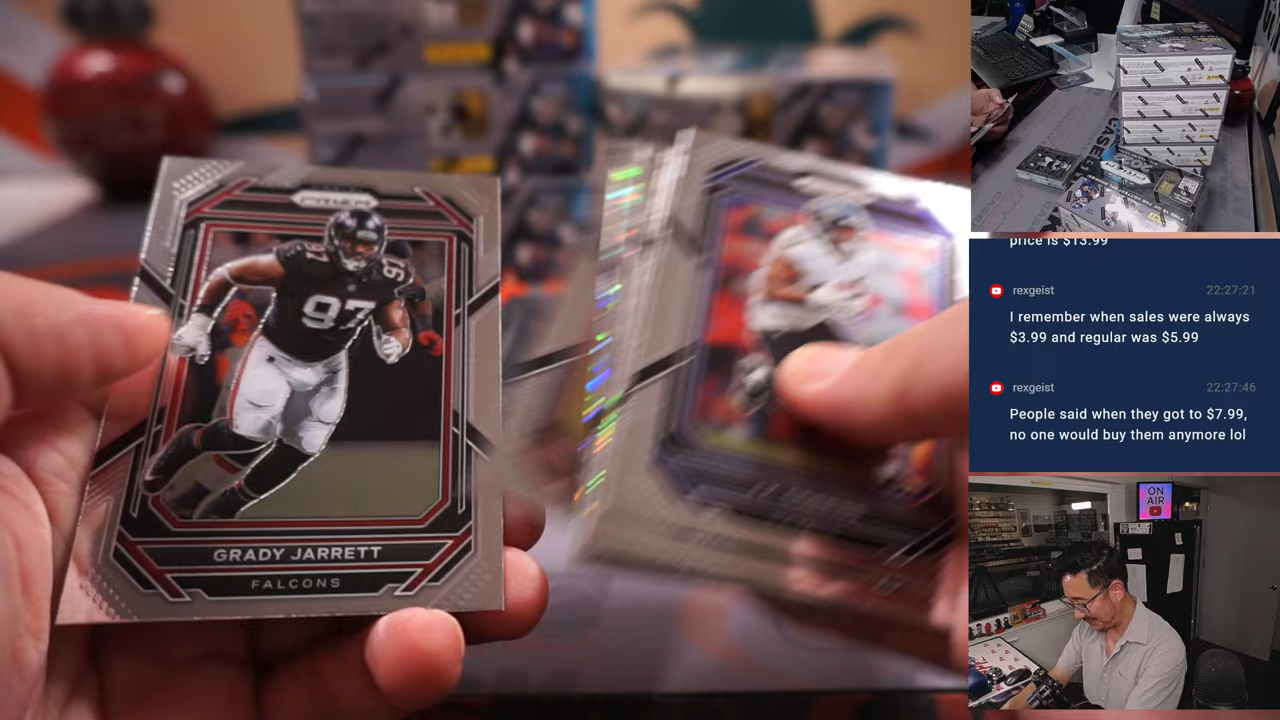 PRIZM
97
97
GRADY JARRETT
FALCONS
price is $13.99
rexgeist 22:27:21
I remember when sales were always
$3.99 and regular was $5.99
rexgeist 22:27:46
People said when they got to $7.99,
no one would buy them anymore lol
ON
AIR